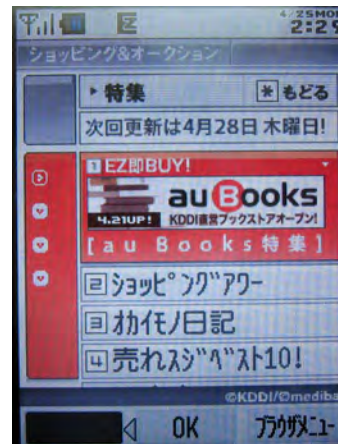 4/25MON
2:29
ショッピング&オークション
特集
*もどる
次回更新は4月28日 木曜日!
1 EZ即BUY!
au Books
4.21UP!
KDDI直営ブックストアオープン!
[au Books特集]
2 ショッピングアワー
3 オカイモノ日記
4 売れスジベスト10!
©KDDI/©mediba
OK
ブラウザメニュー